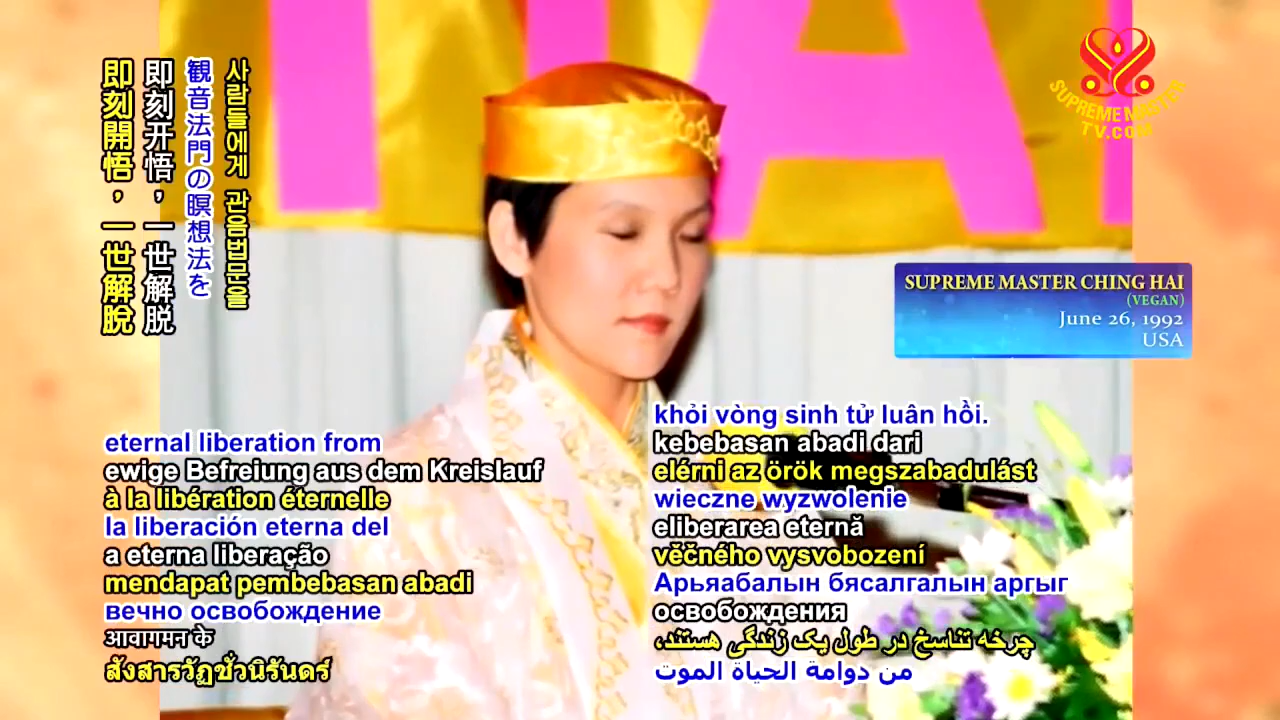 사람들에게 관음법문을
観音法門の瞑想法を
即刻开悟，一世解脱
即刻開悟，一世解脫
SUPREME MASTER
TV.COM
SUPREME MASTER CHING HAI
(VEGAN)
June 26, 1992
USA
eternal liberation from
ewige Befreiung aus dem Kreislauf
à la libération éternelle
la liberación eterna del
a eterna liberação
mendapat pembebasan abadi
вечно освобождение
आवागमन के
สังสารวัฏชั่วนิรันดร์
khỏi vòng sinh tử luân hồi.
kebebasan abadi dari
elérni az örök megszabadulást
wieczne wyzwolenie
eliberarea eternă
věčného vysvobození
Арьяабалын бясалгалын аргыг
освобождения
چرخه تناسخ در طول یک زندگی هستند،
من دوامة الحياة الموت